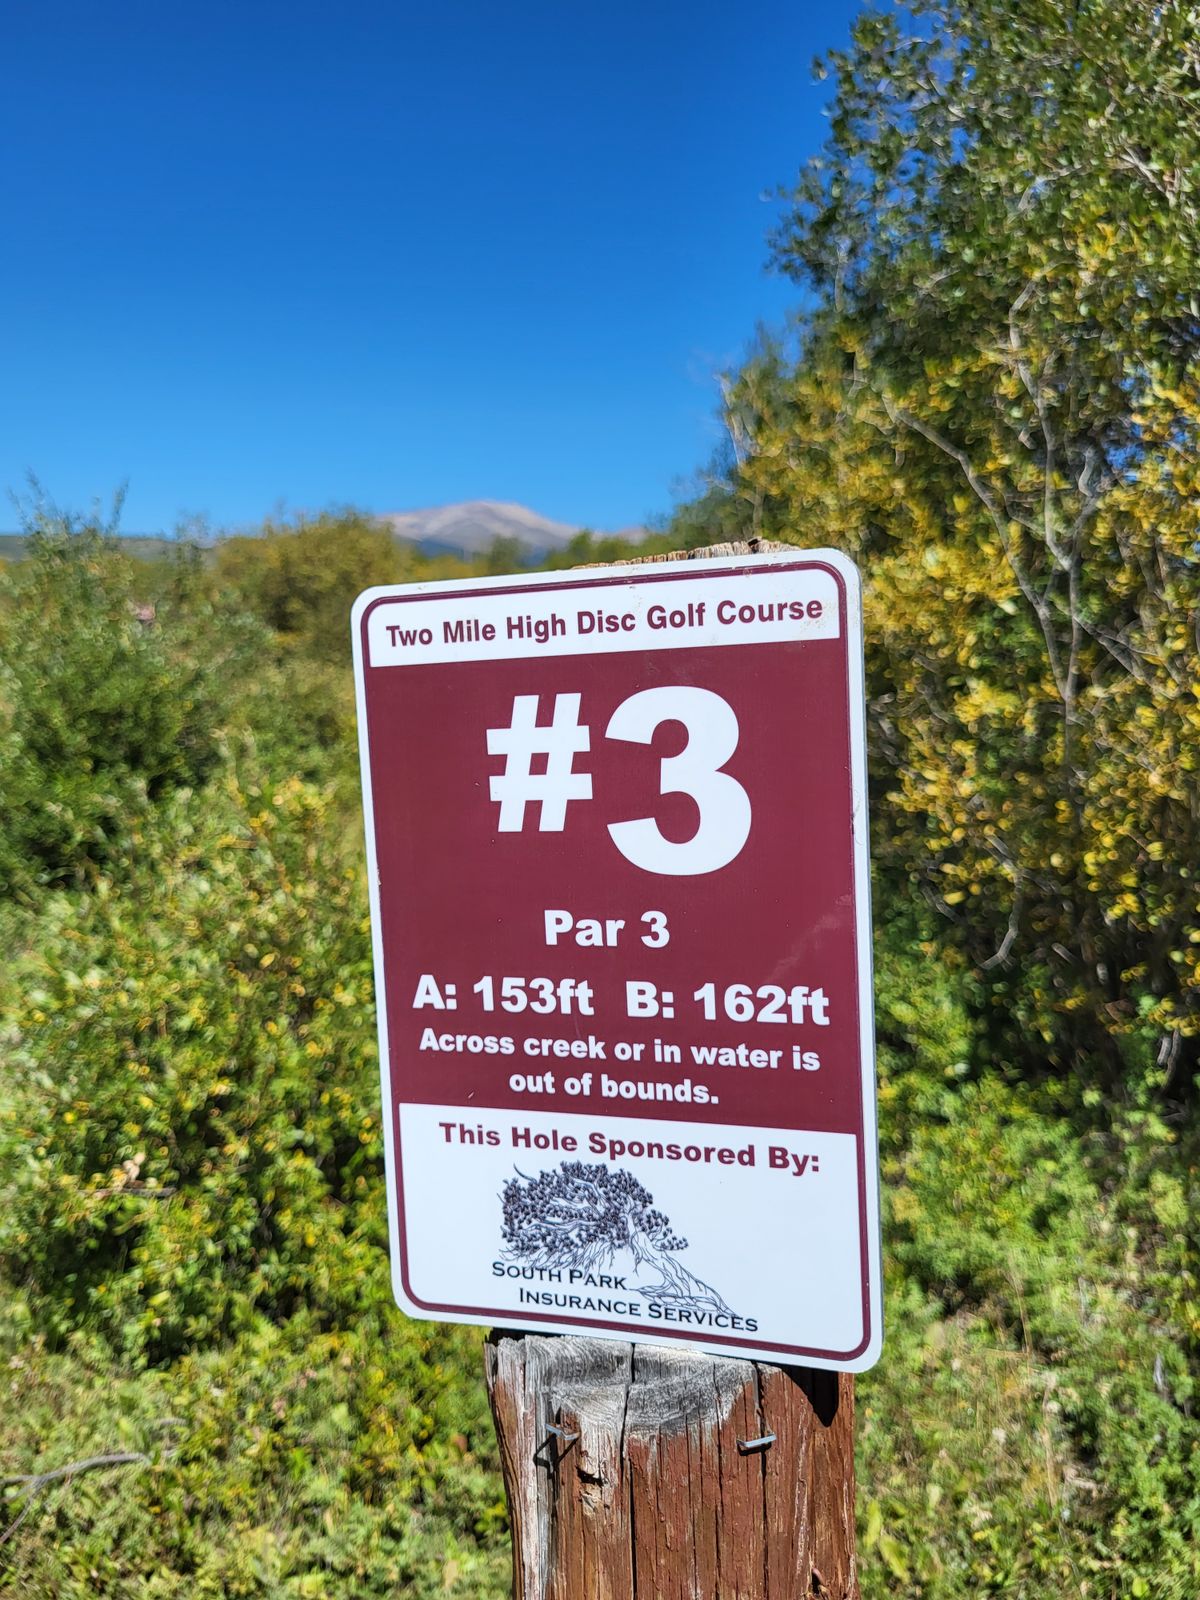 Two Mile High Disc Golf Course
#3
Par 3
A: 153ft B: 162ft
Across creek or in water is
out of bounds.
This Hole Sponsored By:
South Park
Insurance Services